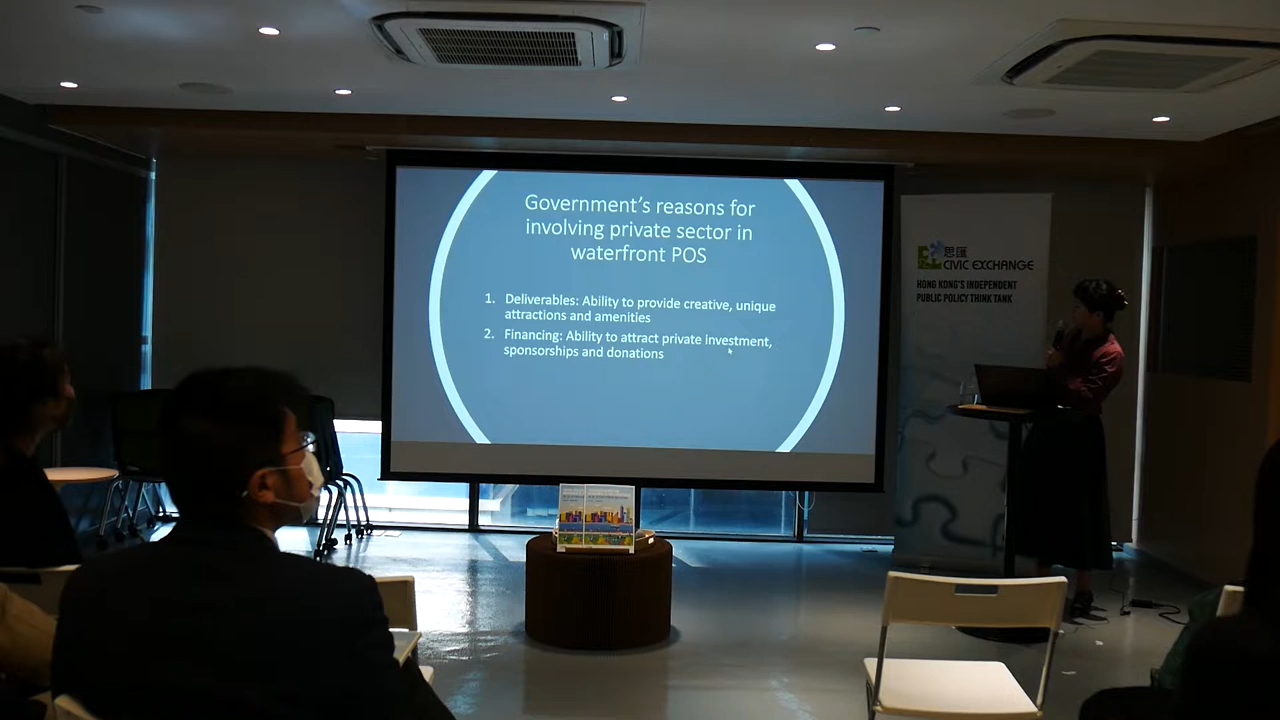 Government's reasons for
involving private sector in
waterfront POS
1. Deliverables: Ability to provide creative, unique
attractions and amenities
2. Financing: Ability to attract private investment,
sponsorships and donations
思匯
CIVIC EXCHANGE
HONG KONG'S INDEPENDENT
PUBLIC POLICY THINK TANK